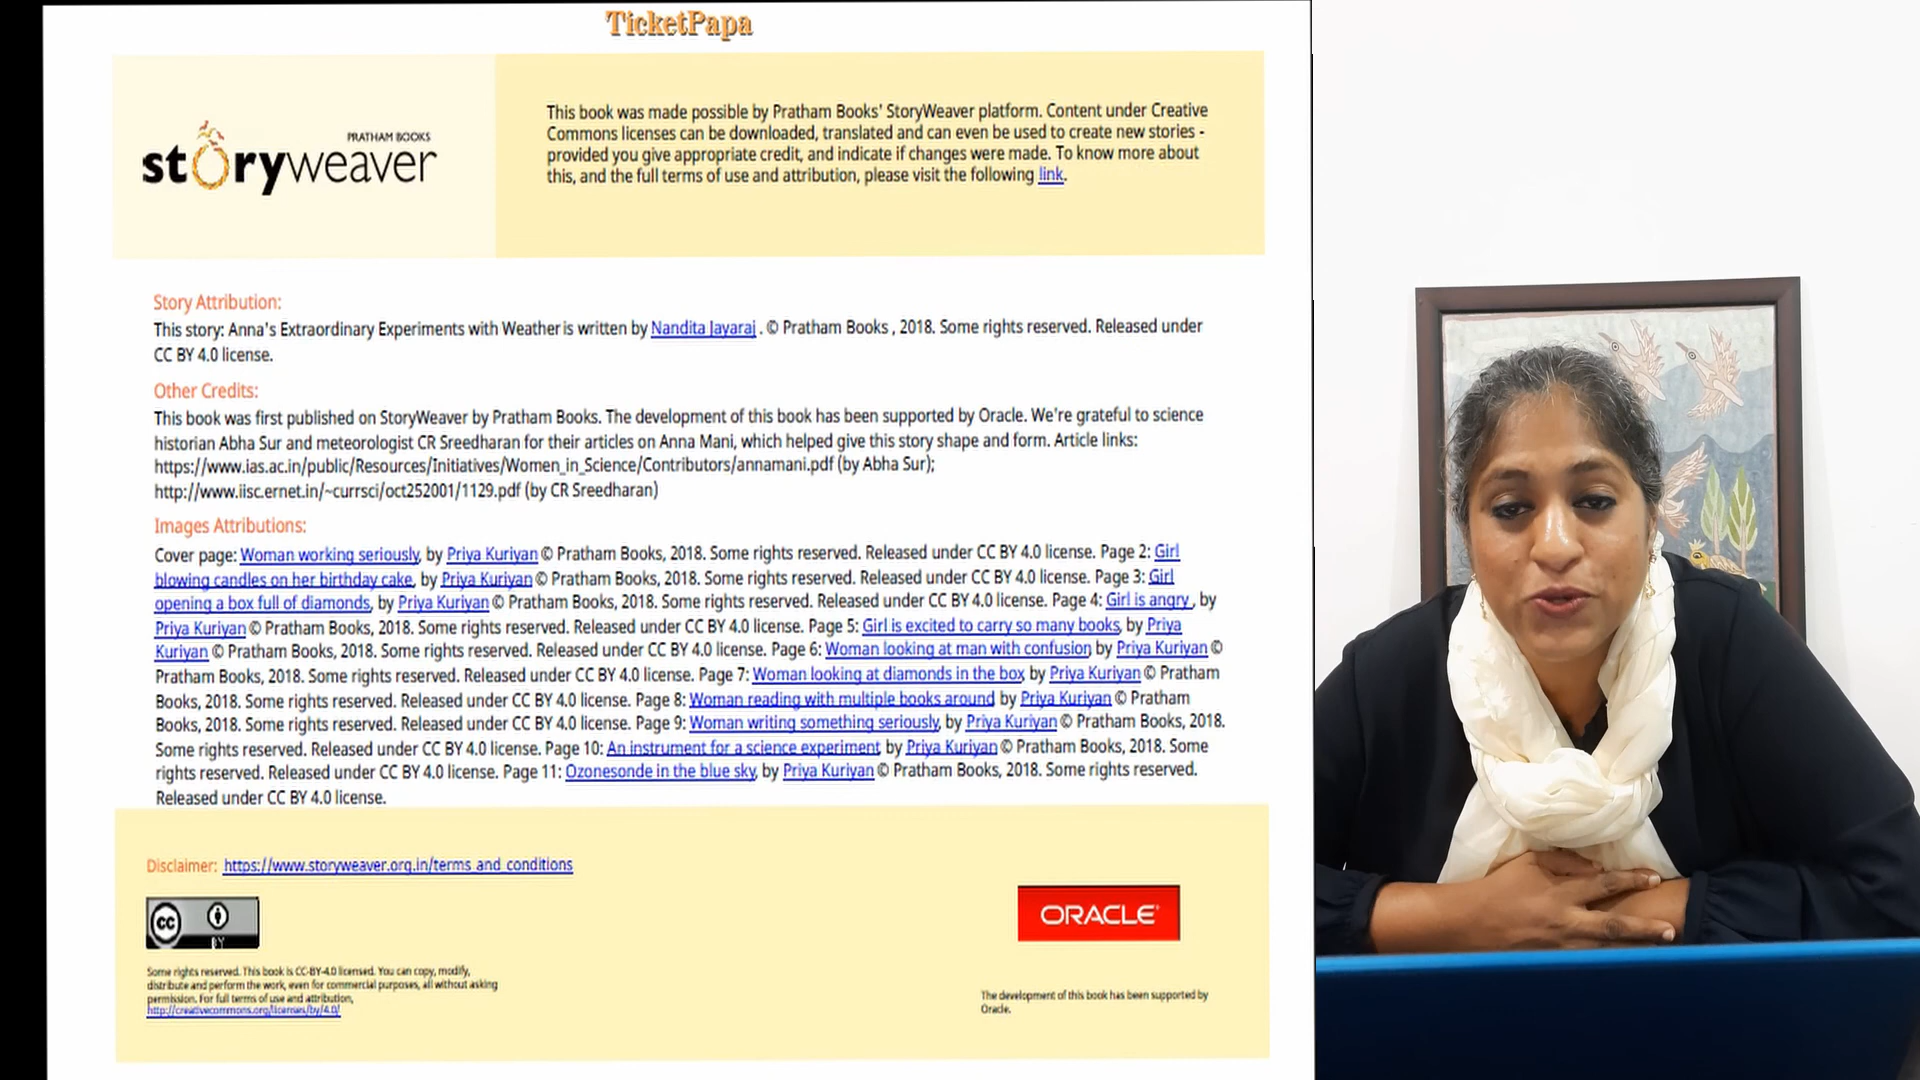 TicketPapa
PRATHAM BOOKS
storyweaver
This book was made possible by Pratham Books' StoryWeaver platform. Content under Creative
Commons licenses can be downloaded, translated and can even be used to create new stories -
provided you give appropriate credit, and indicate if changes were made. To know more about
this, and the full terms of use and attribution, please visit the following link.
Story Attribution:
This story: Anna's Extraordinary Experiments with Weather is written by Nandita Jayaraj . © Pratham Books , 2018. Some rights reserved. Released under
CC BY 4.0 license.
Other Credits:
This book was first published on StoryWeaver by Pratham Books. The development of this book has been supported by Oracle. We're grateful to science
historian Abha Sur and meteorologist CR Sreedharan for their articles on Anna Mani, which helped give this story shape and form. Article links:
https://www.ias.ac.in/public/Resources/Initiatives/Women_in_Science/Contributors/annamani.pdf (by Abha Sur);
http://www.iisc.ernet.in/~currsci/oct252001/1129.pdf (by CR Sreedharan)
Images Attributions:
Cover page: Woman working seriously, by Priya Kuriyan © Pratham Books, 2018. Some rights reserved. Released under CC BY 4.0 license. Page 2: Girl
blowing candles on her birthday cake, by Priya Kuriyan © Pratham Books, 2018. Some rights reserved. Released under CC BY 4.0 license. Page 3: Girl
opening a box full of diamonds, by Priya Kuriyan © Pratham Books, 2018. Some rights reserved. Released under CC BY 4.0 license. Page 4: Girl is angry , by
Priya Kuriyan © Pratham Books, 2018. Some rights reserved. Released under CC BY 4.0 license. Page 5: Girl is excited to carry so many books, by Priya
Kuriyan © Pratham Books, 2018. Some rights reserved. Released under CC BY 4.0 license. Page 6: Woman looking at man with confusion by Priya Kuriyan ©
Pratham Books, 2018. Some rights reserved. Released under CC BY 4.0 license. Page 7: Woman looking at diamonds in the box, by Priya Kuriyan © Pratham
Books, 2018. Some rights reserved. Released under CC BY 4.0 license. Page 8: Woman reading with multiple books around by Priya Kuriyan © Pratham
Books, 2018. Some rights reserved. Released under CC BY 4.0 license. Page 9: Woman writing something seriously, by Priya Kuriyan © Pratham Books, 2018.
Some rights reserved. Released under CC BY 4.0 license. Page 10: An instrument for a science experiment by Priya Kuriyan © Pratham Books, 2018. Some
rights reserved. Released under CC BY 4.0 license. Page 11: Ozonesonde in the blue sky, by Priya Kuriyan © Pratham Books, 2018. Some rights reserved.
Released under CC BY 4.0 license.
Disclaimer: https://www.storyweaver.org.in/terms_and_conditions
cc
BY
ORACLE
Some rights reserved. This book is CC-BY-4.0 licensed. You can copy, modify,
distribute and perform the work, even for commercial purposes, all without asking
permission. For full terms of use and attribution,
http://creativecommons.org/licenses/by/4.0/
The development of this book has been supported by
Oracle.